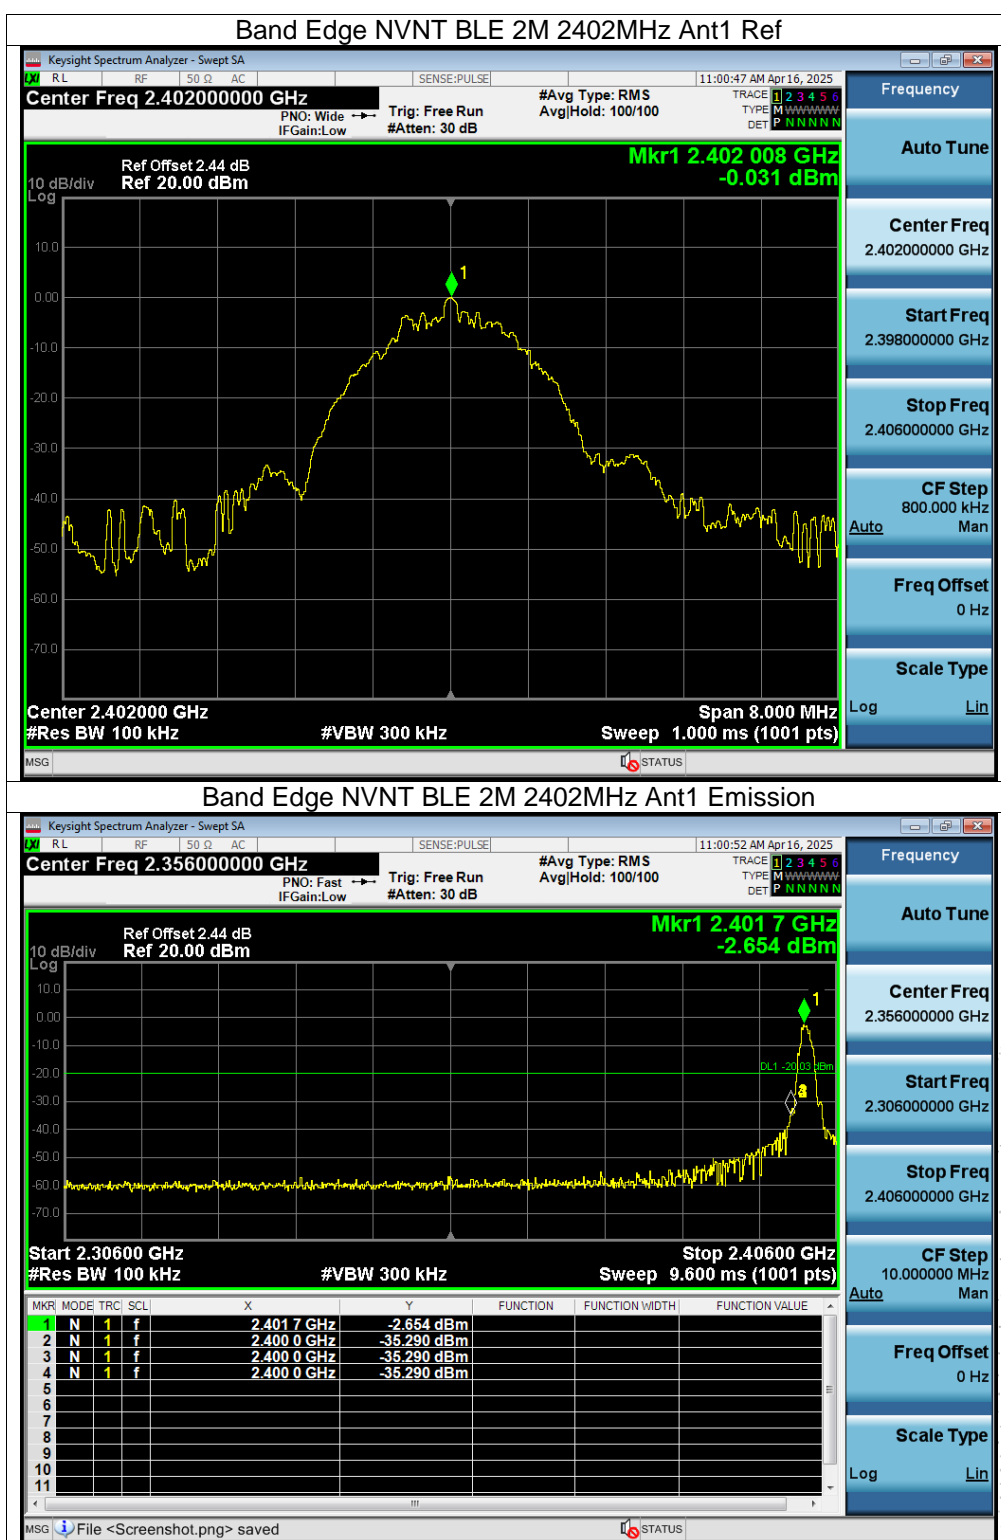 Band Edge NVNT BLE 2M 2402MHz Ant1 Ref
Keysight Spectrum Analyzer - Swept SA
LXI RL RF 50 Ω AC SENSE:PULSE 11:00:47 AM Apr 16, 2025
Center Freq 2.402000000 GHz
PNO: Wide
IFGain:Low
Trig: Free Run
#Atten: 30 dB
#Avg Type: RMS
Avg|Hold: 100/100
TRACE 1 2 3 4 5 6
TYPE M WWWWW
DET P N N N N N
Ref Offset 2.44 dB
10 dB/div Ref 20.00 dBm
Log
Mkr1 2.402 008 GHz
-0.031 dBm
10.0
0.00
-10.0
-20.0
-30.0
-40.0
-50.0
-60.0
-70.0
1
Center 2.402000 GHz Span 8.000 MHz
#Res BW 100 kHz #VBW 300 kHz Sweep 1.000 ms (1001 pts)
MSG STATUS
Frequency
Auto Tune
Center Freq
2.402000000 GHz
Start Freq
2.398000000 GHz
Stop Freq
2.406000000 GHz
CF Step
800.000 kHz
Auto Man
Freq Offset
0 Hz
Scale Type
Log Lin
Band Edge NVNT BLE 2M 2402MHz Ant1 Emission
Keysight Spectrum Analyzer - Swept SA
LXI RL RF 50 Ω AC SENSE:PULSE 11:00:52 AM Apr 16, 2025
Center Freq 2.356000000 GHz
PNO: Fast
IFGain:Low
Trig: Free Run
#Atten: 30 dB
#Avg Type: RMS
Avg|Hold: 100/100
TRACE 1 2 3 4 5 6
TYPE M WWWWW
DET P N N N N N
Ref Offset 2.44 dB
10 dB/div Ref 20.00 dBm
Log
Mkr1 2.401 7 GHz
-2.654 dBm
10.0
0.00
-10.0
-20.0
-30.0
-40.0
-50.0
-60.0
-70.0
1
DL1 -20.03 dBm
Start 2.30600 GHz Stop 2.40600 GHz
#Res BW 100 kHz #VBW 300 kHz Sweep 9.600 ms (1001 pts)
MKR MODE TRC SCL X Y FUNCTION FUNCTION WIDTH FUNCTION VALUE
1 N 1 f 2.401 7 GHz -2.654 dBm
2 N 1 f 2.400 0 GHz -35.290 dBm
3 N 1 f 2.400 0 GHz -35.290 dBm
4 N 1 f 2.400 0 GHz -35.290 dBm
5
6
7
8
9
10
11
MSG File <Screenshot.png> saved STATUS
Frequency
Auto Tune
Center Freq
2.356000000 GHz
Start Freq
2.306000000 GHz
Stop Freq
2.406000000 GHz
CF Step
10.000000 MHz
Auto Man
Freq Offset
0 Hz
Scale Type
Log Lin